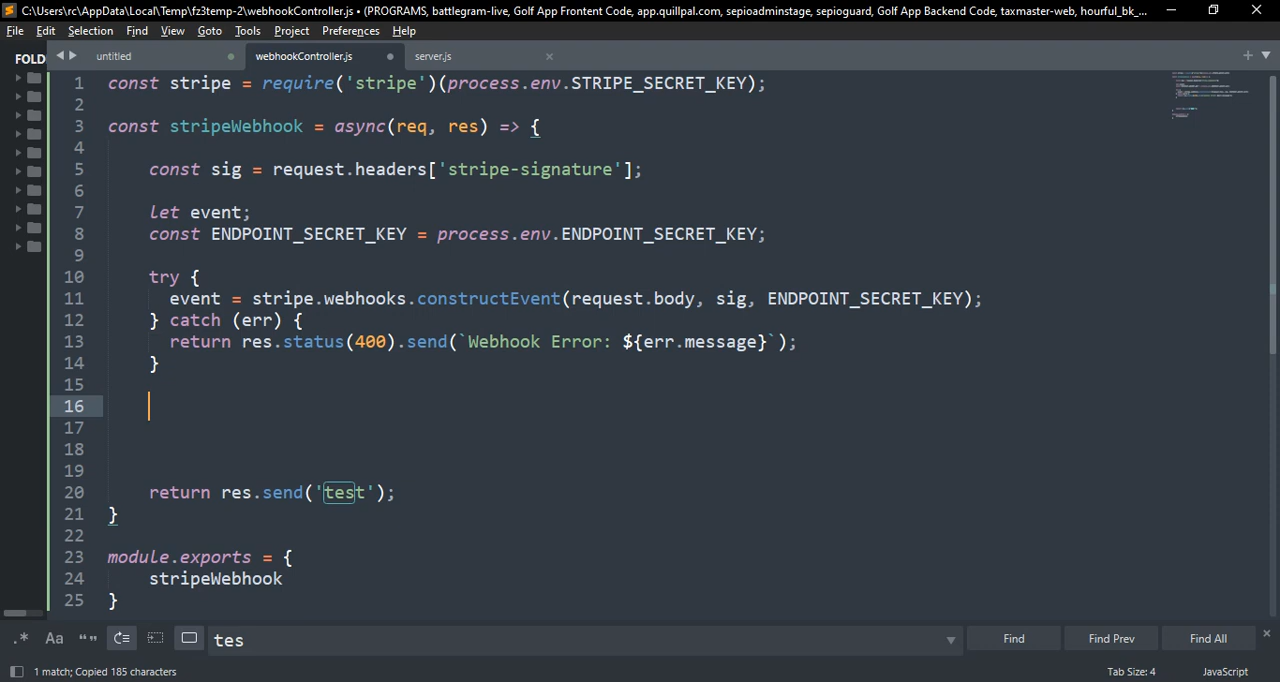 C:\Users\rc\AppData\Local\Temp\fz3temp-2\webhookController.js • (PROGRAMS, battlegram-live, Golf App Frontent Code, app.quillpal.com, sepioadminstage, sepioguard, Golf App Backend Code, taxmaster-web, hourful_bk_...
File Edit Selection Find View Goto Tools Project Preferences Help
FOLD untitled webhookController.js server.js
1 const stripe = require('stripe')(process.env.STRIPE_SECRET_KEY);
2
3 const stripeWebhook = async(req, res) => {
4
5 const sig = request.headers['stripe-signature'];
6
7 let event;
8 const ENDPOINT_SECRET_KEY = process.env.ENDPOINT_SECRET_KEY;
9
10 try {
11 event = stripe.webhooks.constructEvent(request.body, sig, ENDPOINT_SECRET_KEY);
12 } catch (err) {
13 return res.status(400).send(`Webhook Error: ${err.message}`);
14 }
15
16
17
18
19
20 return res.send('test');
21 }
22
23 module.exports = {
24 stripeWebhook
25 }
.* Aa “” tes Find Find Prev Find All
1 match; Copied 185 characters Tab Size: 4 JavaScript